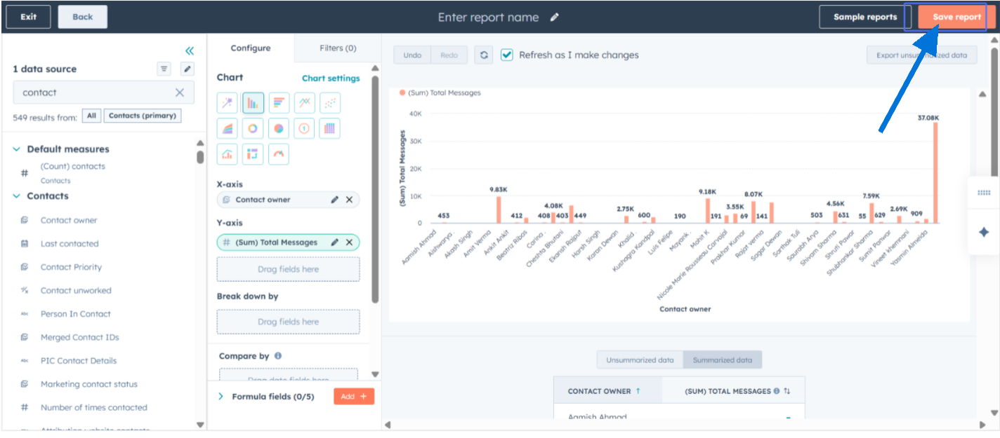 Exit
Back
Enter report name
Sample reports
Save report
1 data source
contact
549 results from:
All
Contacts (primary)
Default measures
# (Count) contacts
Contacts
Contacts
Contact owner
Last contacted
Contact Priority
Contact unworked
Abc Person In Contact
Merged Contact IDs
Abc PIC Contact Details
Marketing contact status
# Number of times contacted
Configure
Filters (0)
Chart
Chart settings
X-axis
Contact owner
Y-axis
# (Sum) Total Messages
Drag fields here
Break down by
Drag fields here
Compare by
Drag date fields here
Formula fields (0/5)
Add +
Undo
Redo
Refresh as I make changes
Export unsummarized data
(Sum) Total Messages
(Sum) Total Messages
40K
30K
20K
10K
0
453
9.83K
412
408
4.08K
403
449
2.75K
600
190
9.18K
191
3.55K
69
8.07K
141
503
4.56K
631
55
7.59K
629
2.69K
909
37.08K
Aamish Ahmad
Aishwarya .
Akash Singh
Amit Verma
Ankit Ankit
Beatriz Ribas
Carina .
Cheshta Bhutani
Ekansh Rajput
Harsh Singh
Karan Dewan
Khalid .
Kushagra Kandpal
Luis Felipe
Mayank .
Mohit K
Nicole Marie Rousseau Carvajal
Prakhar Kumar
Rajat verma
Sagar Dewan
Sarthak Tuli
Saurabh Arya
Shivam Sharma
Shruti Pawar
Shubhankar Sharma
Sumit Panwar
Vineet khemnani
Yasmin Almeida
Contact owner
Unsummarized data
Summarized data
CONTACT OWNER
(SUM) TOTAL MESSAGES
Aamish Ahmad
-